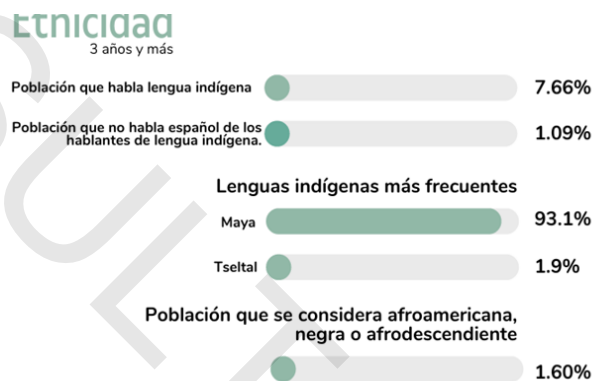 Etnicidad
3 años y más
Población que habla lengua indígena 7.66%
Población que no habla español de los
hablantes de lengua indígena. 1.09%
Lenguas indígenas más frecuentes
Maya 93.1%
Tseltal 1.9%
Población que se considera afroamericana,
negra o afrodescendiente
1.60%